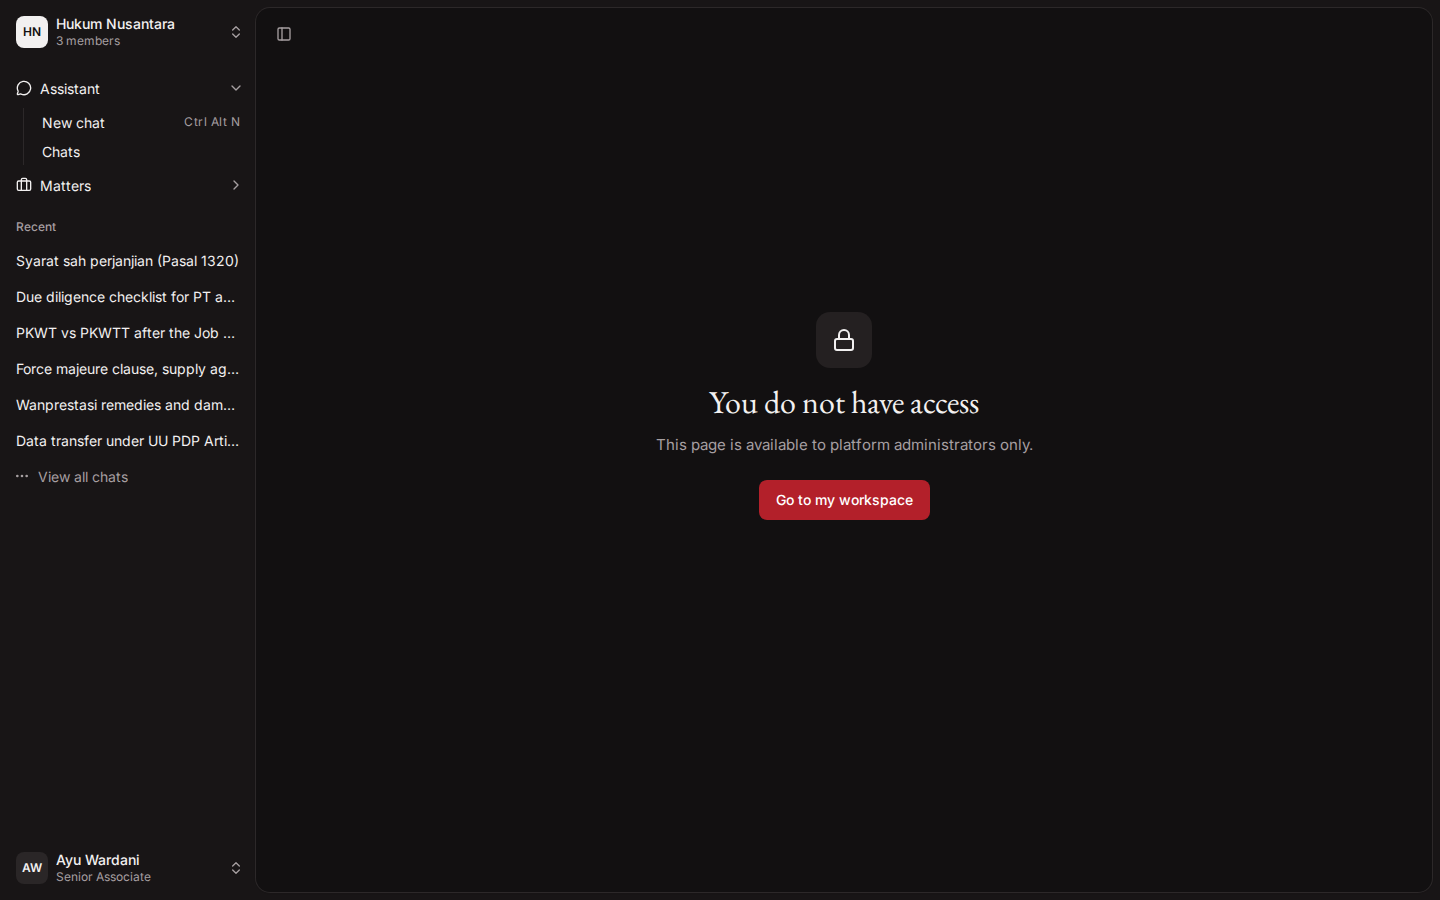 HN
Hukum Nusantara
3 members
Assistant
New chat
Ctrl Alt N
Chats
Matters
Recent
Syarat sah perjanjian (Pasal 1320)
Due diligence checklist for PT a...
PKWT vs PKWTT after the Job ...
Force majeure clause, supply ag...
Wanprestasi remedies and dam...
Data transfer under UU PDP Arti...
View all chats
You do not have access
This page is available to platform administrators only.
Go to my workspace
AW
Ayu Wardani
Senior Associate